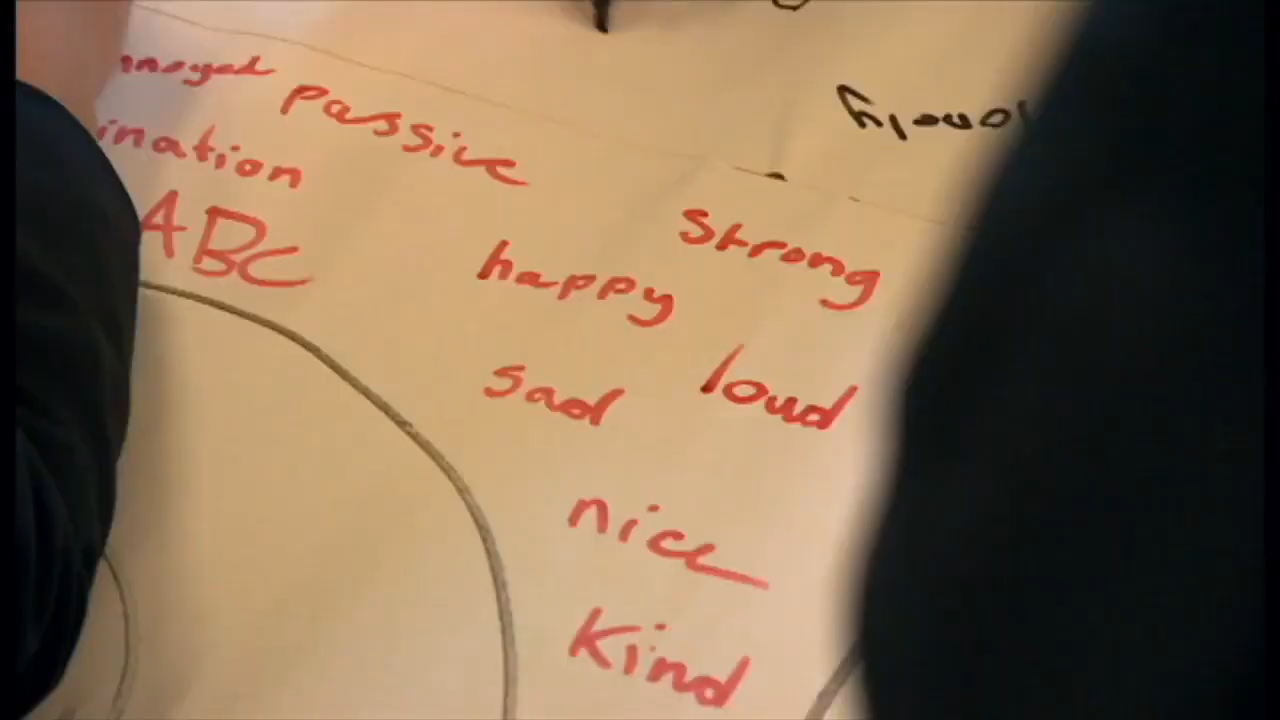 passive
ination
ABC
strong
happy
sad
loud
nice
Kind